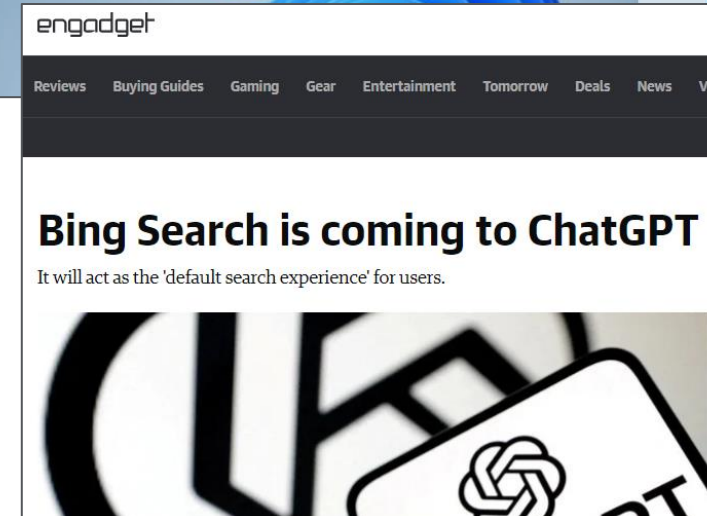 engadget
Reviews Buying Guides Gaming Gear Entertainment Tomorrow Deals News
Bing Search is coming to ChatGPT
It will act as the 'default search experience' for users.
PT